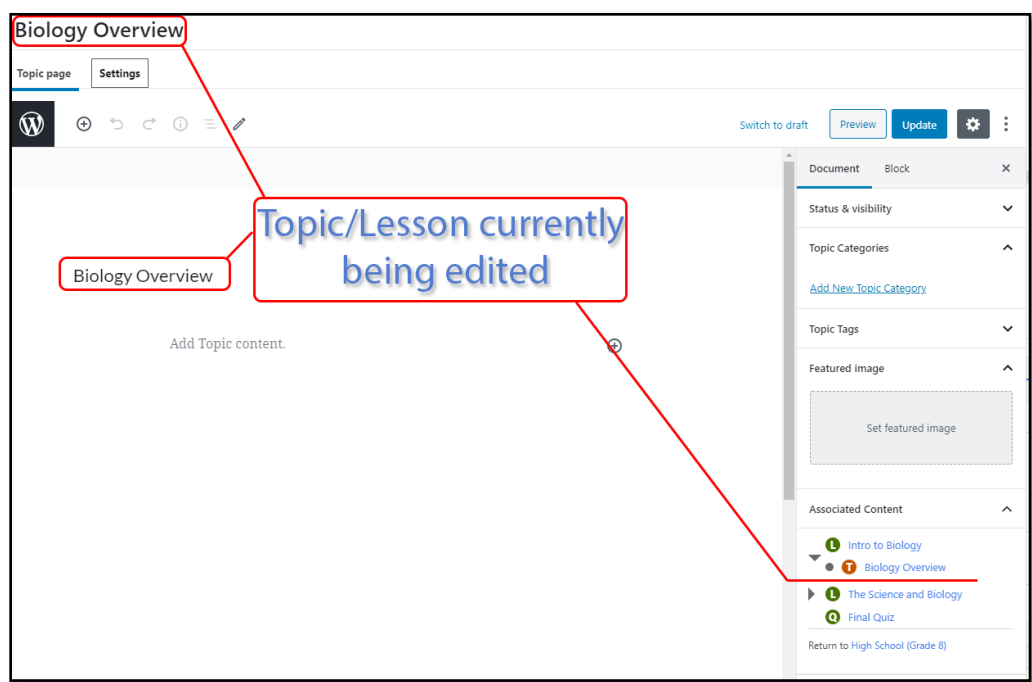 Biology Overview
Topic page
Settings
Switch to draft
Preview
Update
Document
Block
Status & visibility
Topic/Lesson currently
being edited
Topic Categories
Biology Overview
Add New Topic Category
Topic Tags
Add Topic content.
Featured image
Set featured image
Associated Content
L Intro to Biology
T Biology Overview
L The Science and Biology
Q Final Quiz
Return to High School (Grade 8)